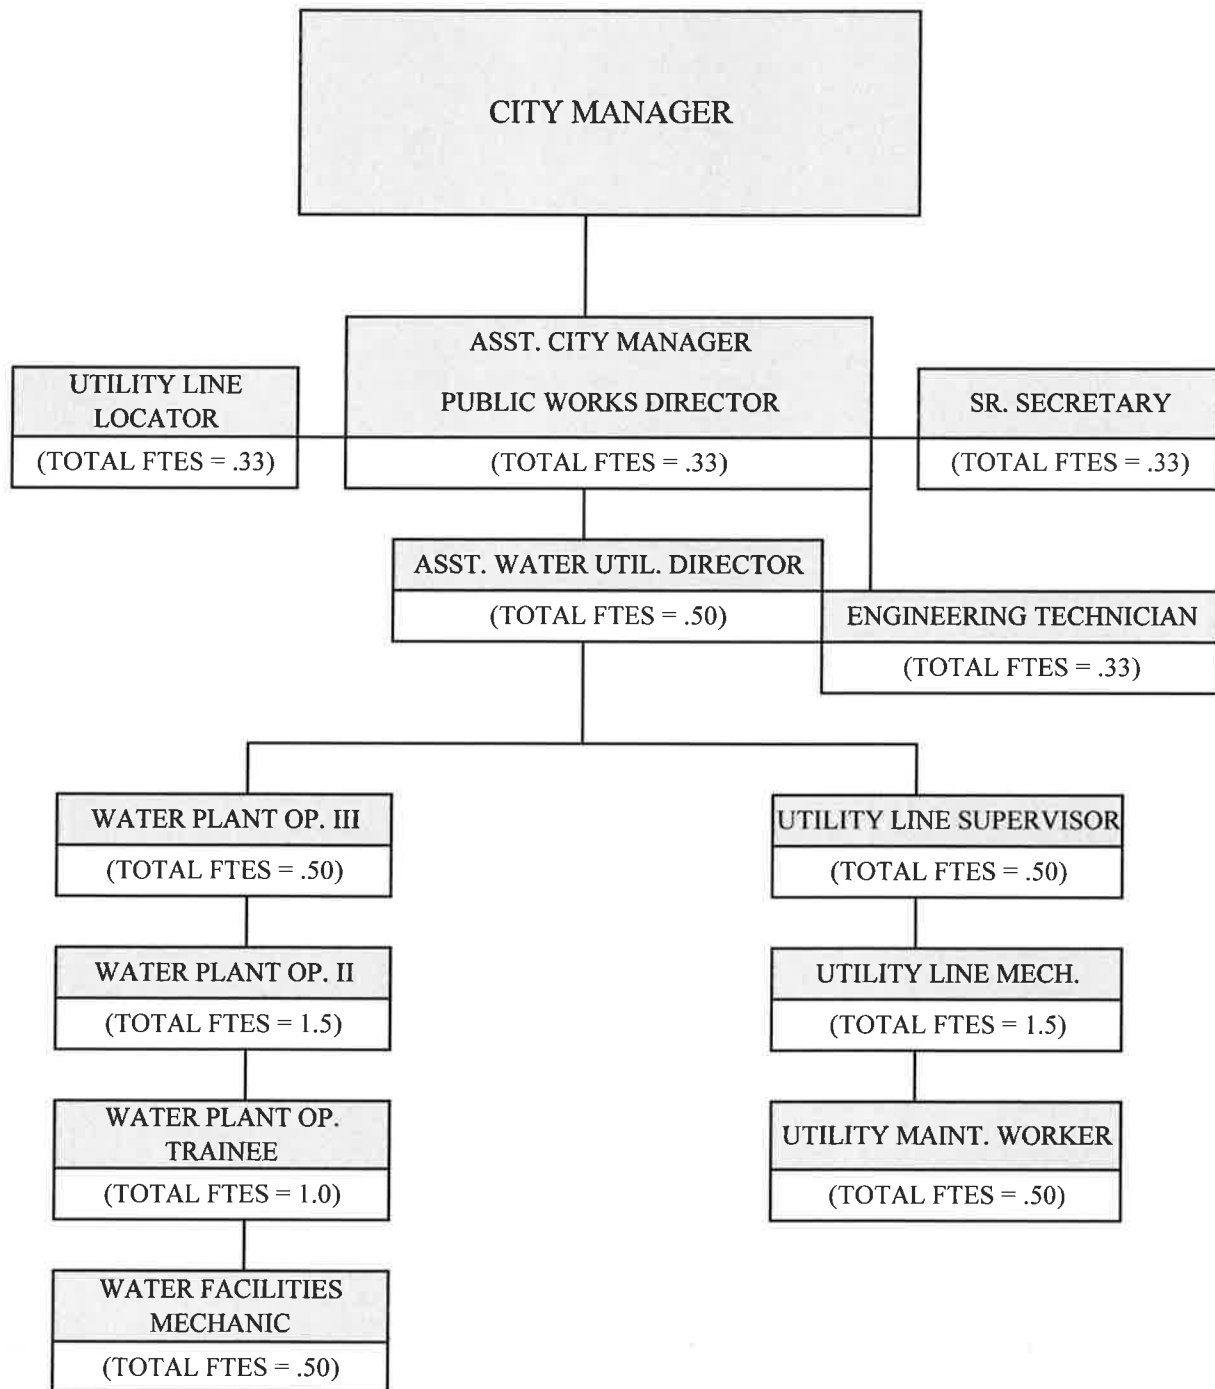 CITY MANAGER
ASST. CITY MANAGER
PUBLIC WORKS DIRECTOR
(TOTAL FTES = .33)
UTILITY LINE
LOCATOR
(TOTAL FTES = .33)
SR. SECRETARY
(TOTAL FTES = .33)
ASST. WATER UTIL. DIRECTOR
(TOTAL FTES = .50)
ENGINEERING TECHNICIAN
(TOTAL FTES = .33)
WATER PLANT OP. III
(TOTAL FTES = .50)
WATER PLANT OP. II
(TOTAL FTES = 1.5)
WATER PLANT OP.
TRAINEE
(TOTAL FTES = 1.0)
WATER FACILITIES
MECHANIC
(TOTAL FTES = .50)
UTILITY LINE SUPERVISOR
(TOTAL FTES = .50)
UTILITY LINE MECH.
(TOTAL FTES = 1.5)
UTILITY MAINT. WORKER
(TOTAL FTES = .50)